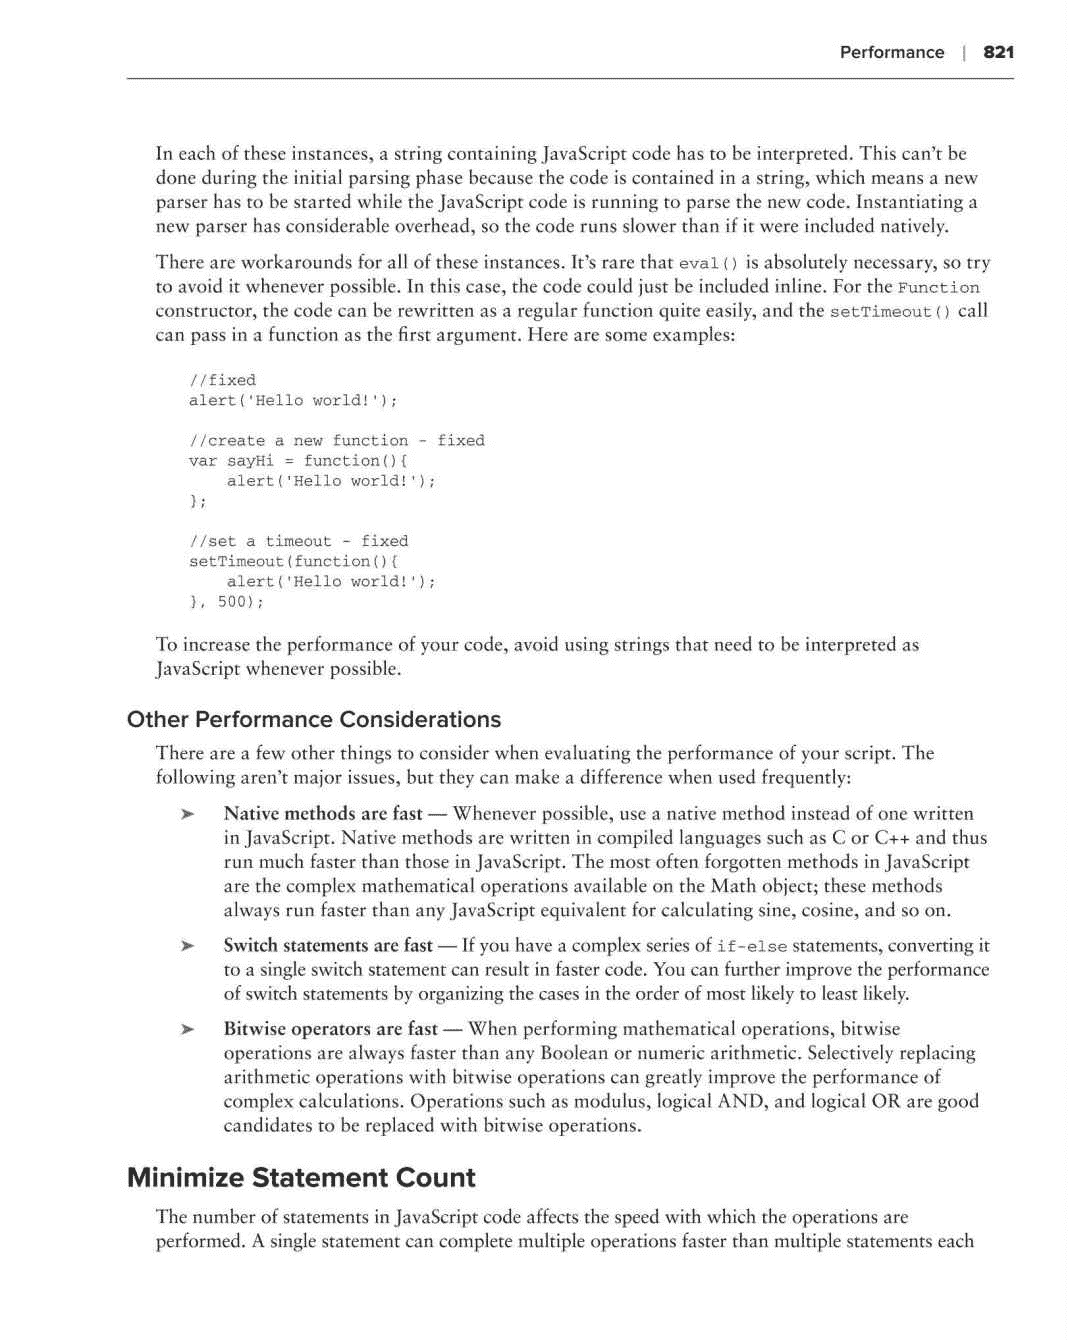 Performance | 821
In each of these instances, a string containing JavaScript code has to be interpreted. This can't be
done during the initial parsing phase because the code is contained in a string, which means a new
parser has to be started while the JavaScript code is running to parse the new code. Instantiating a
new parser has considerable overhead, so the code runs slower than if it were included natively.
There are workarounds for all of these instances. It's rare that eval() is absolutely necessary, so try
to avoid it whenever possible. In this case, the code could just be included inline. For the Function
constructor, the code can be rewritten as a regular function quite easily, and the setTimeout() call
can pass in a function as the first argument. Here are some examples:
//fixed
alert('Hello world!');
//create a new function - fixed
var sayHi = function(){
    alert('Hello world!');
};
//set a timeout - fixed
setTimeout(function(){
    alert('Hello world!');
}, 500);
To increase the performance of your code, avoid using strings that need to be interpreted as
JavaScript whenever possible.
Other Performance Considerations
There are a few other things to consider when evaluating the performance of your script. The
following aren't major issues, but they can make a difference when used frequently:
➤ Native methods are fast — Whenever possible, use a native method instead of one written
in JavaScript. Native methods are written in compiled languages such as C or C++ and thus
run much faster than those in JavaScript. The most often forgotten methods in JavaScript
are the complex mathematical operations available on the Math object; these methods
always run faster than any JavaScript equivalent for calculating sine, cosine, and so on.
➤ Switch statements are fast — If you have a complex series of if-else statements, converting it
to a single switch statement can result in faster code. You can further improve the performance
of switch statements by organizing the cases in the order of most likely to least likely.
➤ Bitwise operators are fast — When performing mathematical operations, bitwise
operations are always faster than any Boolean or numeric arithmetic. Selectively replacing
arithmetic operations with bitwise operations can greatly improve the performance of
complex calculations. Operations such as modulus, logical AND, and logical OR are good
candidates to be replaced with bitwise operations.
Minimize Statement Count
The number of statements in JavaScript code affects the speed with which the operations are
performed. A single statement can complete multiple operations faster than multiple statements each